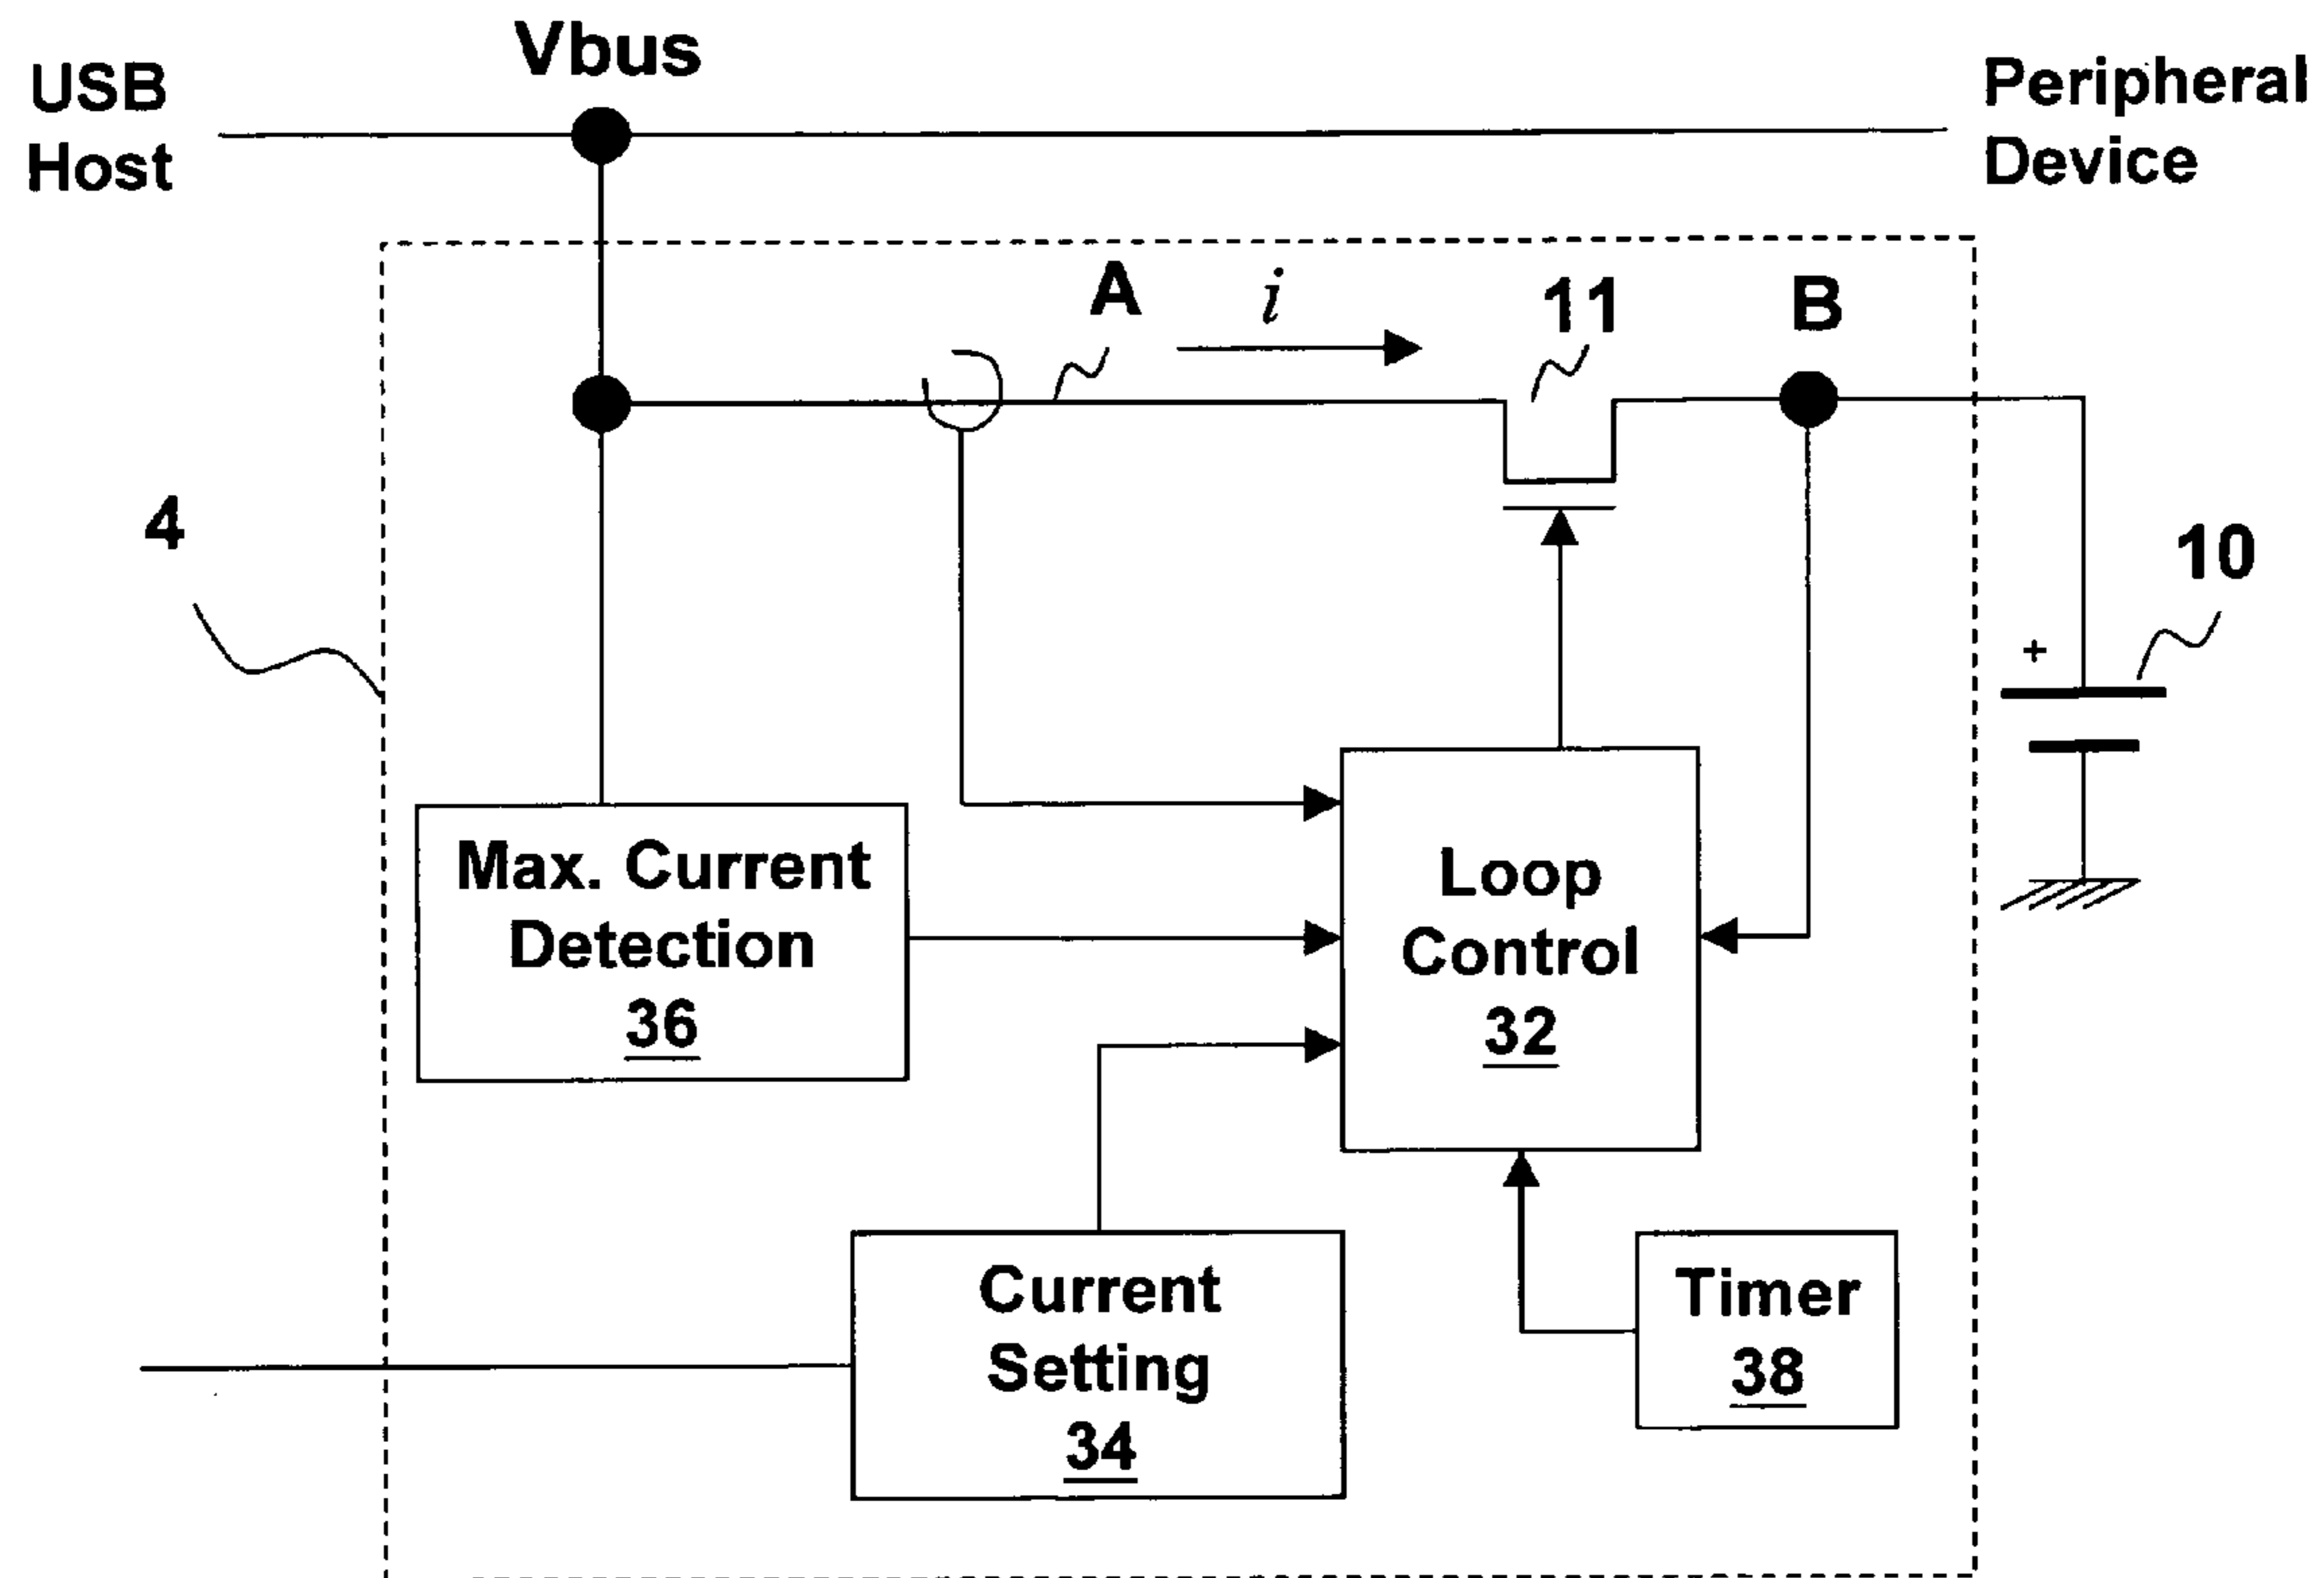 Vbus
USB
Host
Peripheral
Device
A
i
11
B
4
10
+
Max. Current
Detection
36
Loop
Control
32
Current
Setting
34
Timer
38